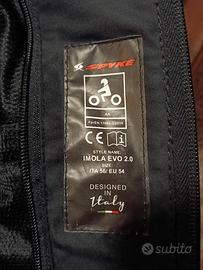 SPYKE
AA
CE
STYLE NAME:
IMOLA EVO 2.0
SIZE:
ITA 56/ EU 54
DESIGNED
IN
Italy
subito